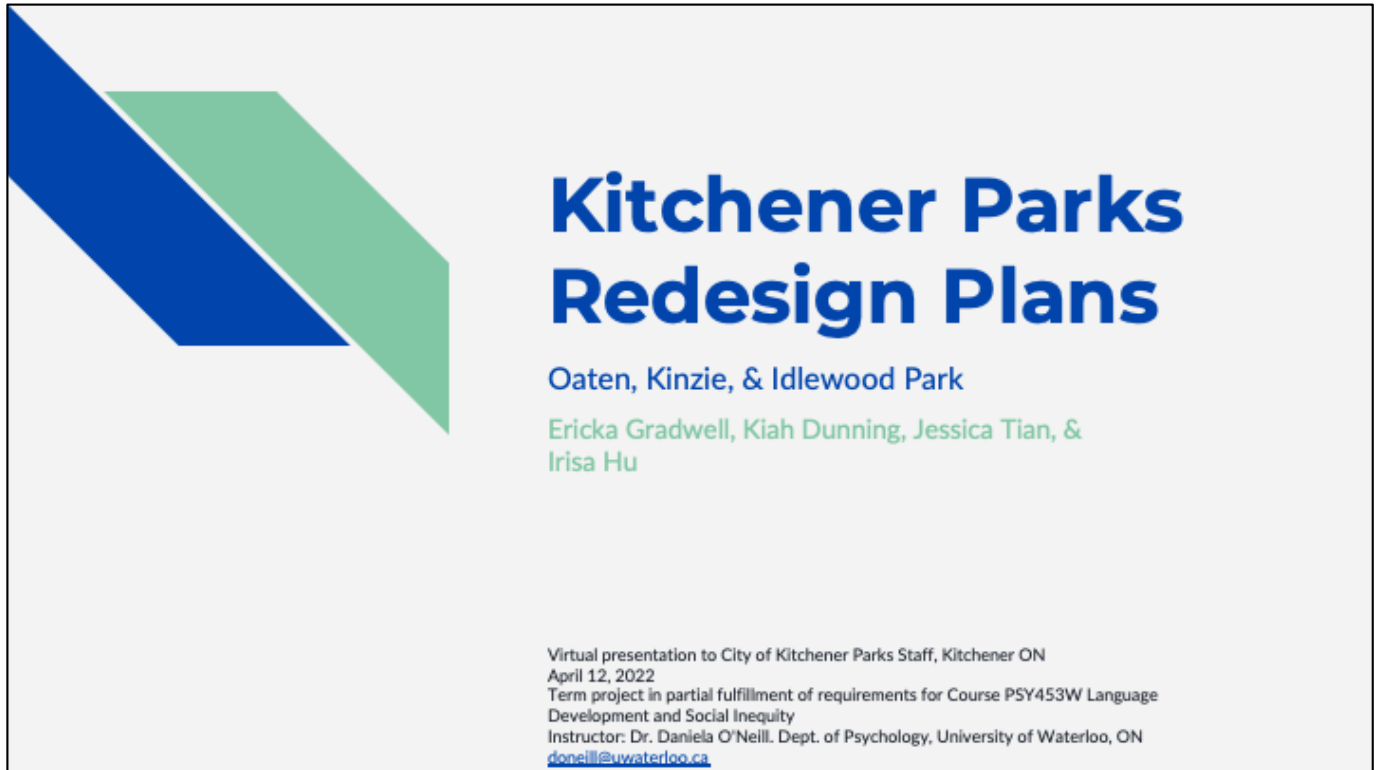 Kitchener Parks
Redesign Plans
Oaten, Kinzie, & Idlewood Park
Ericka Gradwell, Kiah Dunning, Jessica Tian, &
Irisa Hu
Virtual presentation to City of Kitchener Parks Staff, Kitchener ON
April 12, 2022
Term project in partial fulfillment of requirements for Course PSY453W Language
Development and Social Inequity
Instructor: Dr. Daniela O'Neill. Dept. of Psychology, University of Waterloo, ON
doneill@uwaterloo.ca